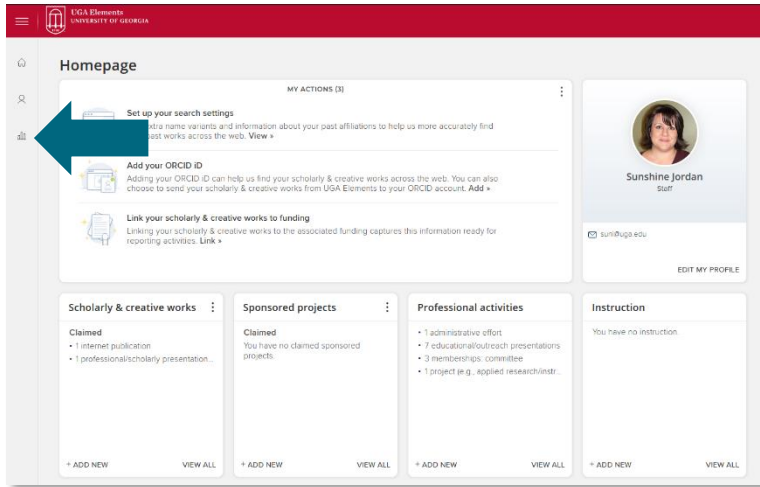 UGA Elements
UNIVERSITY OF GEORGIA
Homepage
MY ACTIONS (3)
Set up your search settings
xtra name variants and information about your past affiliations to help us more accurately find
past works across the web. View »
Add your ORCID iD
Adding your ORCID iD can help us find your scholarly & creative works across the web. You can also
choose to send your scholarly & creative works from UGA Elements to your ORCID account. Add »
Link your scholarly & creative works to funding
Linking your scholarly & creative works to the associated funding captures this information ready for
reporting activities. Link »
Sunshine Jordan
Staff
sunl@uga.edu
EDIT MY PROFILE
Scholarly & creative works
Claimed
• 1 internet publication
• 1 professional/scholarly presentation...
+ ADD NEW VIEW ALL
Sponsored projects
Claimed
You have no claimed sponsored
projects.
+ ADD NEW VIEW ALL
Professional activities
• 1 administrative effort
• 7 educational/outreach presentations
• 3 memberships: committee
• 1 project (e.g., applied research/instr...
+ ADD NEW VIEW ALL
Instruction
You have no instruction.
+ ADD NEW VIEW ALL